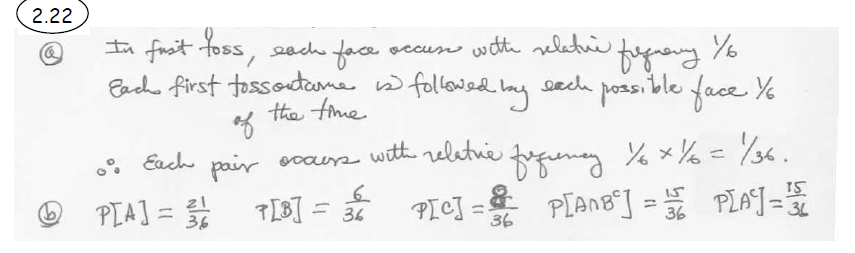 2.22
(a) In first toss, each face occurs with relative frequency 1/6
Each first toss outcome is followed by each possible face 1/6
of the time
∴ Each pair occurs with relative frequency 1/6 × 1/6 = 1/36.
(b) P[A] = 21/36 P[B] = 6/36 P[C] = 8/36 P[A∩Bᶜ] = 15/36 P[Aᶜ] = 15/36